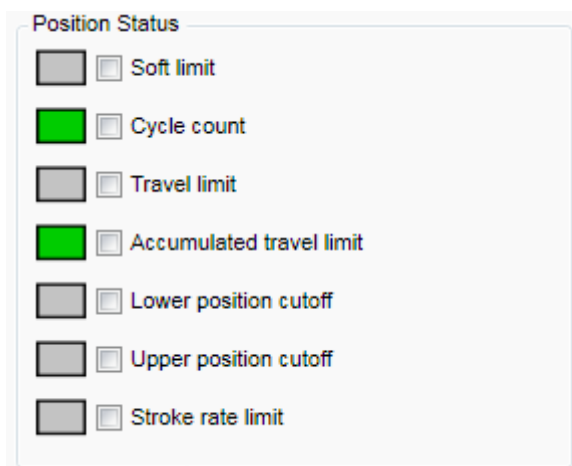 Position Status
Soft limit
Cycle count
Travel limit
Accumulated travel limit
Lower position cutoff
Upper position cutoff
Stroke rate limit